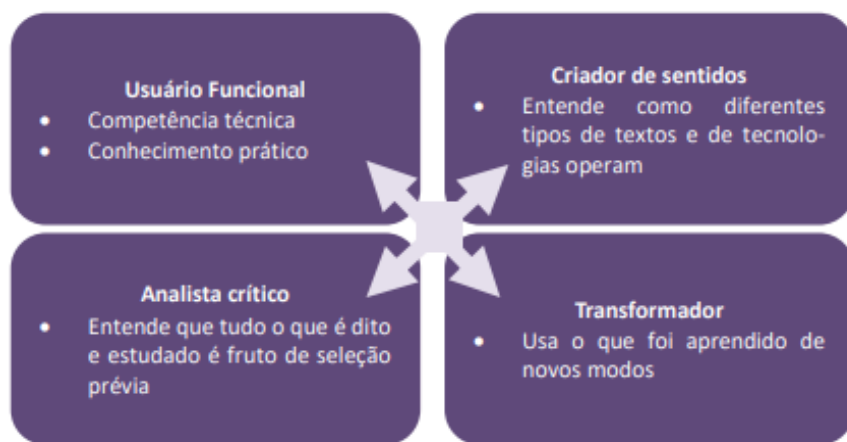 Usuário Funcional
• Competência técnica
• Conhecimento prático
Criador de sentidos
• Entende como diferentes
tipos de textos e de tecnolo-
gias operam
Analista crítico
• Entende que tudo o que é dito
e estudado é fruto de seleção
prévia
Transformador
• Usa o que foi aprendido de
novos modos